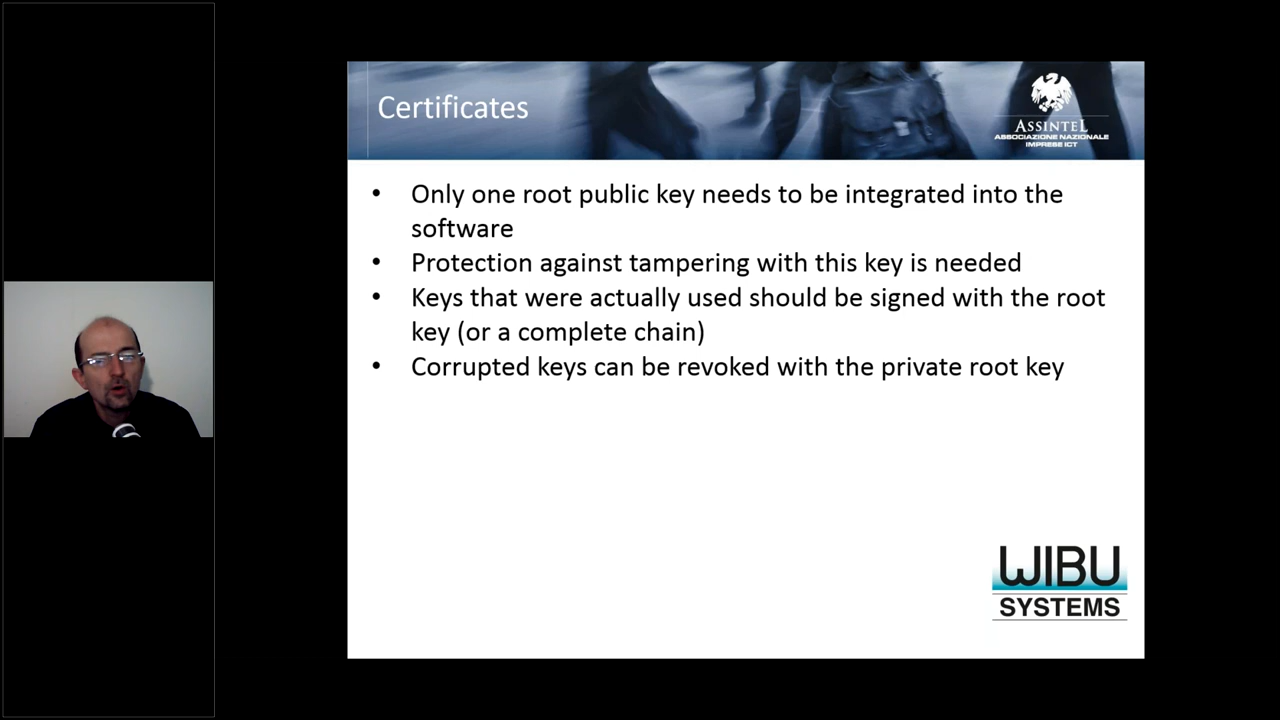 Certificates
ASSINTEL
ASSOCIAZIONE NAZIONALE
IMPRESE ICT
• Only one root public key needs to be integrated into the
software
• Protection against tampering with this key is needed
• Keys that were actually used should be signed with the root
key (or a complete chain)
• Corrupted keys can be revoked with the private root key
WIBU
SYSTEMS